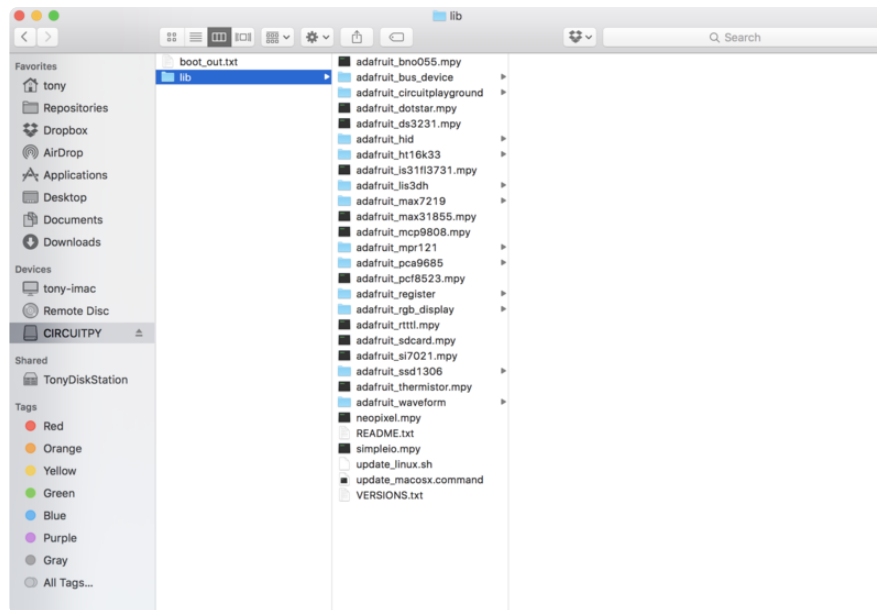 lib
Search
Favorites
tony
Repositories
Dropbox
AirDrop
Applications
Desktop
Documents
Downloads
Devices
tony-imac
Remote Disc
CIRCUITPY
Shared
TonyDiskStation
Tags
Red
Orange
Yellow
Green
Blue
Purple
Gray
All Tags...
boot_out.txt
lib
adafruit_bno055.mpy
adafruit_bus_device
adafruit_circuitplayground
adafruit_dotstar.mpy
adafruit_ds3231.mpy
adafruit_hid
adafruit_ht16k33
adafruit_is31fl3731.mpy
adafruit_lis3dh
adafruit_max7219
adafruit_max31855.mpy
adafruit_mcp9808.mpy
adafruit_mpr121
adafruit_pca9685
adafruit_pcf8523.mpy
adafruit_register
adafruit_rgb_display
adafruit_rtttl.mpy
adafruit_sdcard.mpy
adafruit_si7021.mpy
adafruit_ssd1306
adafruit_thermistor.mpy
adafruit_waveform
neopixel.mpy
README.txt
simpleio.mpy
update_linux.sh
update_macosx.command
VERSIONS.txt